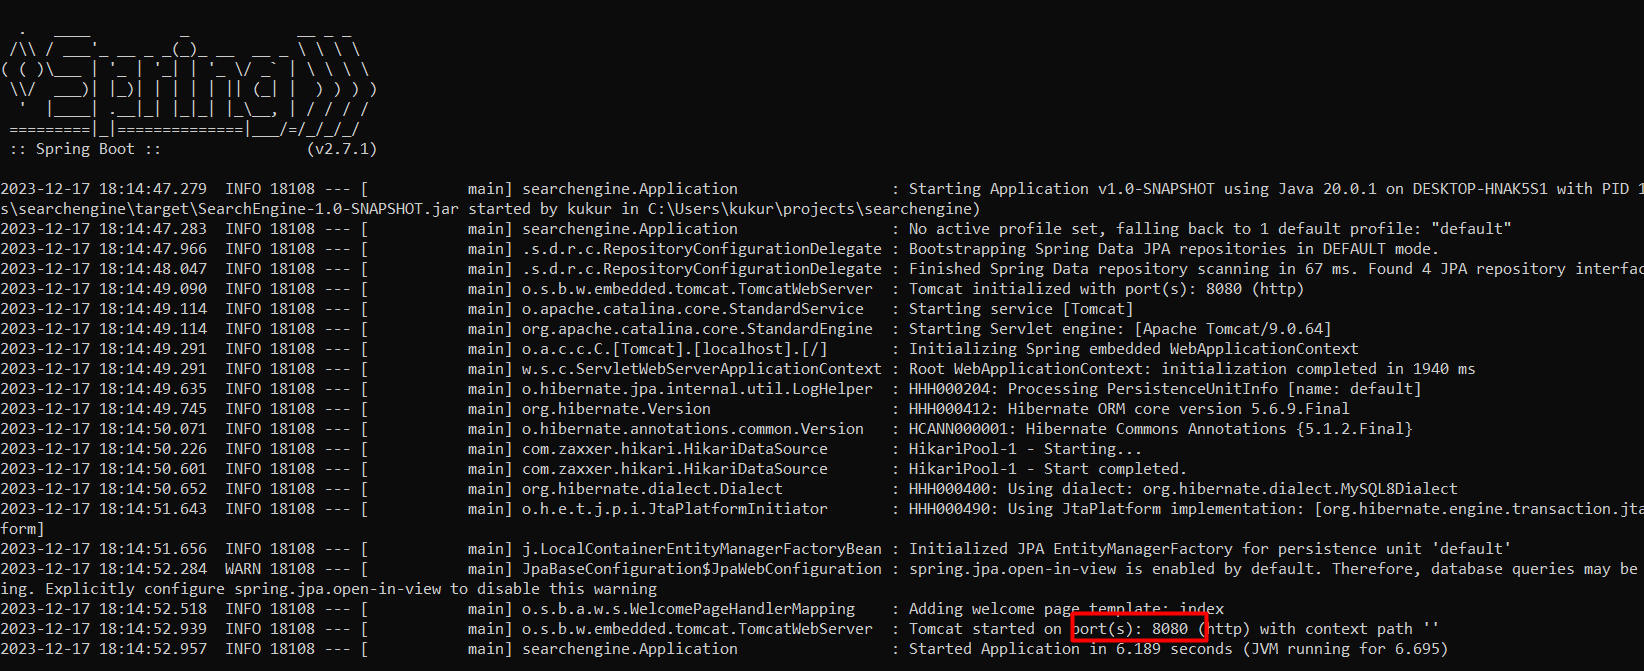 .   ____          _            __ _ _
 /\\ / ___'_ __ _ _(_)_ __  __ _ \ \ \ \
( ( )\___ | '_ | '_| | '_ \/ _` | \ \ \ \
 \\/  ___)| |_)| | | | | || (_| |  ) ) ) )
  '  |____| .__|_| |_|_| |_\__, | / / / /
 =========|_|==============|___/=/_/_/_/
 :: Spring Boot ::                (v2.7.1)
2023-12-17 18:14:47.279  INFO 18108 --- [           main] searchengine.Application                 : Starting Application v1.0-SNAPSHOT using Java 20.0.1 on DESKTOP-HNAK5S1 with PID 1
s\searchengine\target\SearchEngine-1.0-SNAPSHOT.jar started by kukur in C:\Users\kukur\projects\searchengine)
2023-12-17 18:14:47.283  INFO 18108 --- [           main] searchengine.Application                 : No active profile set, falling back to 1 default profile: "default"
2023-12-17 18:14:47.966  INFO 18108 --- [           main] .s.d.r.c.RepositoryConfigurationDelegate : Bootstrapping Spring Data JPA repositories in DEFAULT mode.
2023-12-17 18:14:48.047  INFO 18108 --- [           main] .s.d.r.c.RepositoryConfigurationDelegate : Finished Spring Data repository scanning in 67 ms. Found 4 JPA repository interfac
2023-12-17 18:14:49.090  INFO 18108 --- [           main] o.s.b.w.embedded.tomcat.TomcatWebServer  : Tomcat initialized with port(s): 8080 (http)
2023-12-17 18:14:49.114  INFO 18108 --- [           main] o.apache.catalina.core.StandardService   : Starting service [Tomcat]
2023-12-17 18:14:49.114  INFO 18108 --- [           main] org.apache.catalina.core.StandardEngine  : Starting Servlet engine: [Apache Tomcat/9.0.64]
2023-12-17 18:14:49.291  INFO 18108 --- [           main] o.a.c.c.C.[Tomcat].[localhost].[/]       : Initializing Spring embedded WebApplicationContext
2023-12-17 18:14:49.291  INFO 18108 --- [           main] w.s.c.ServletWebServerApplicationContext : Root WebApplicationContext: initialization completed in 1940 ms
2023-12-17 18:14:49.635  INFO 18108 --- [           main] o.hibernate.jpa.internal.util.LogHelper  : HHH000204: Processing PersistenceUnitInfo [name: default]
2023-12-17 18:14:49.745  INFO 18108 --- [           main] org.hibernate.Version                    : HHH000412: Hibernate ORM core version 5.6.9.Final
2023-12-17 18:14:50.071  INFO 18108 --- [           main] o.hibernate.annotations.common.Version   : HCANN000001: Hibernate Commons Annotations {5.1.2.Final}
2023-12-17 18:14:50.226  INFO 18108 --- [           main] com.zaxxer.hikari.HikariDataSource       : HikariPool-1 - Starting...
2023-12-17 18:14:50.601  INFO 18108 --- [           main] com.zaxxer.hikari.HikariDataSource       : HikariPool-1 - Start completed.
2023-12-17 18:14:50.652  INFO 18108 --- [           main] org.hibernate.dialect.Dialect            : HHH000400: Using dialect: org.hibernate.dialect.MySQL8Dialect
2023-12-17 18:14:51.643  INFO 18108 --- [           main] o.h.e.t.j.p.i.JtaPlatformInitiator       : HHH000490: Using JtaPlatform implementation: [org.hibernate.engine.transaction.jta
form]
2023-12-17 18:14:51.656  INFO 18108 --- [           main] j.LocalContainerEntityManagerFactoryBean : Initialized JPA EntityManagerFactory for persistence unit 'default'
2023-12-17 18:14:52.284  WARN 18108 --- [           main] JpaBaseConfiguration$JpaWebConfiguration : spring.jpa.open-in-view is enabled by default. Therefore, database queries may be
ing. Explicitly configure spring.jpa.open-in-view to disable this warning
2023-12-17 18:14:52.518  INFO 18108 --- [           main] o.s.b.a.w.s.WelcomePageHandlerMapping    : Adding welcome page template: index
2023-12-17 18:14:52.939  INFO 18108 --- [           main] o.s.b.w.embedded.tomcat.TomcatWebServer  : Tomcat started on port(s): 8080 (http) with context path ''
2023-12-17 18:14:52.957  INFO 18108 --- [           main] searchengine.Application                 : Started Application in 6.189 seconds (JVM running for 6.695)